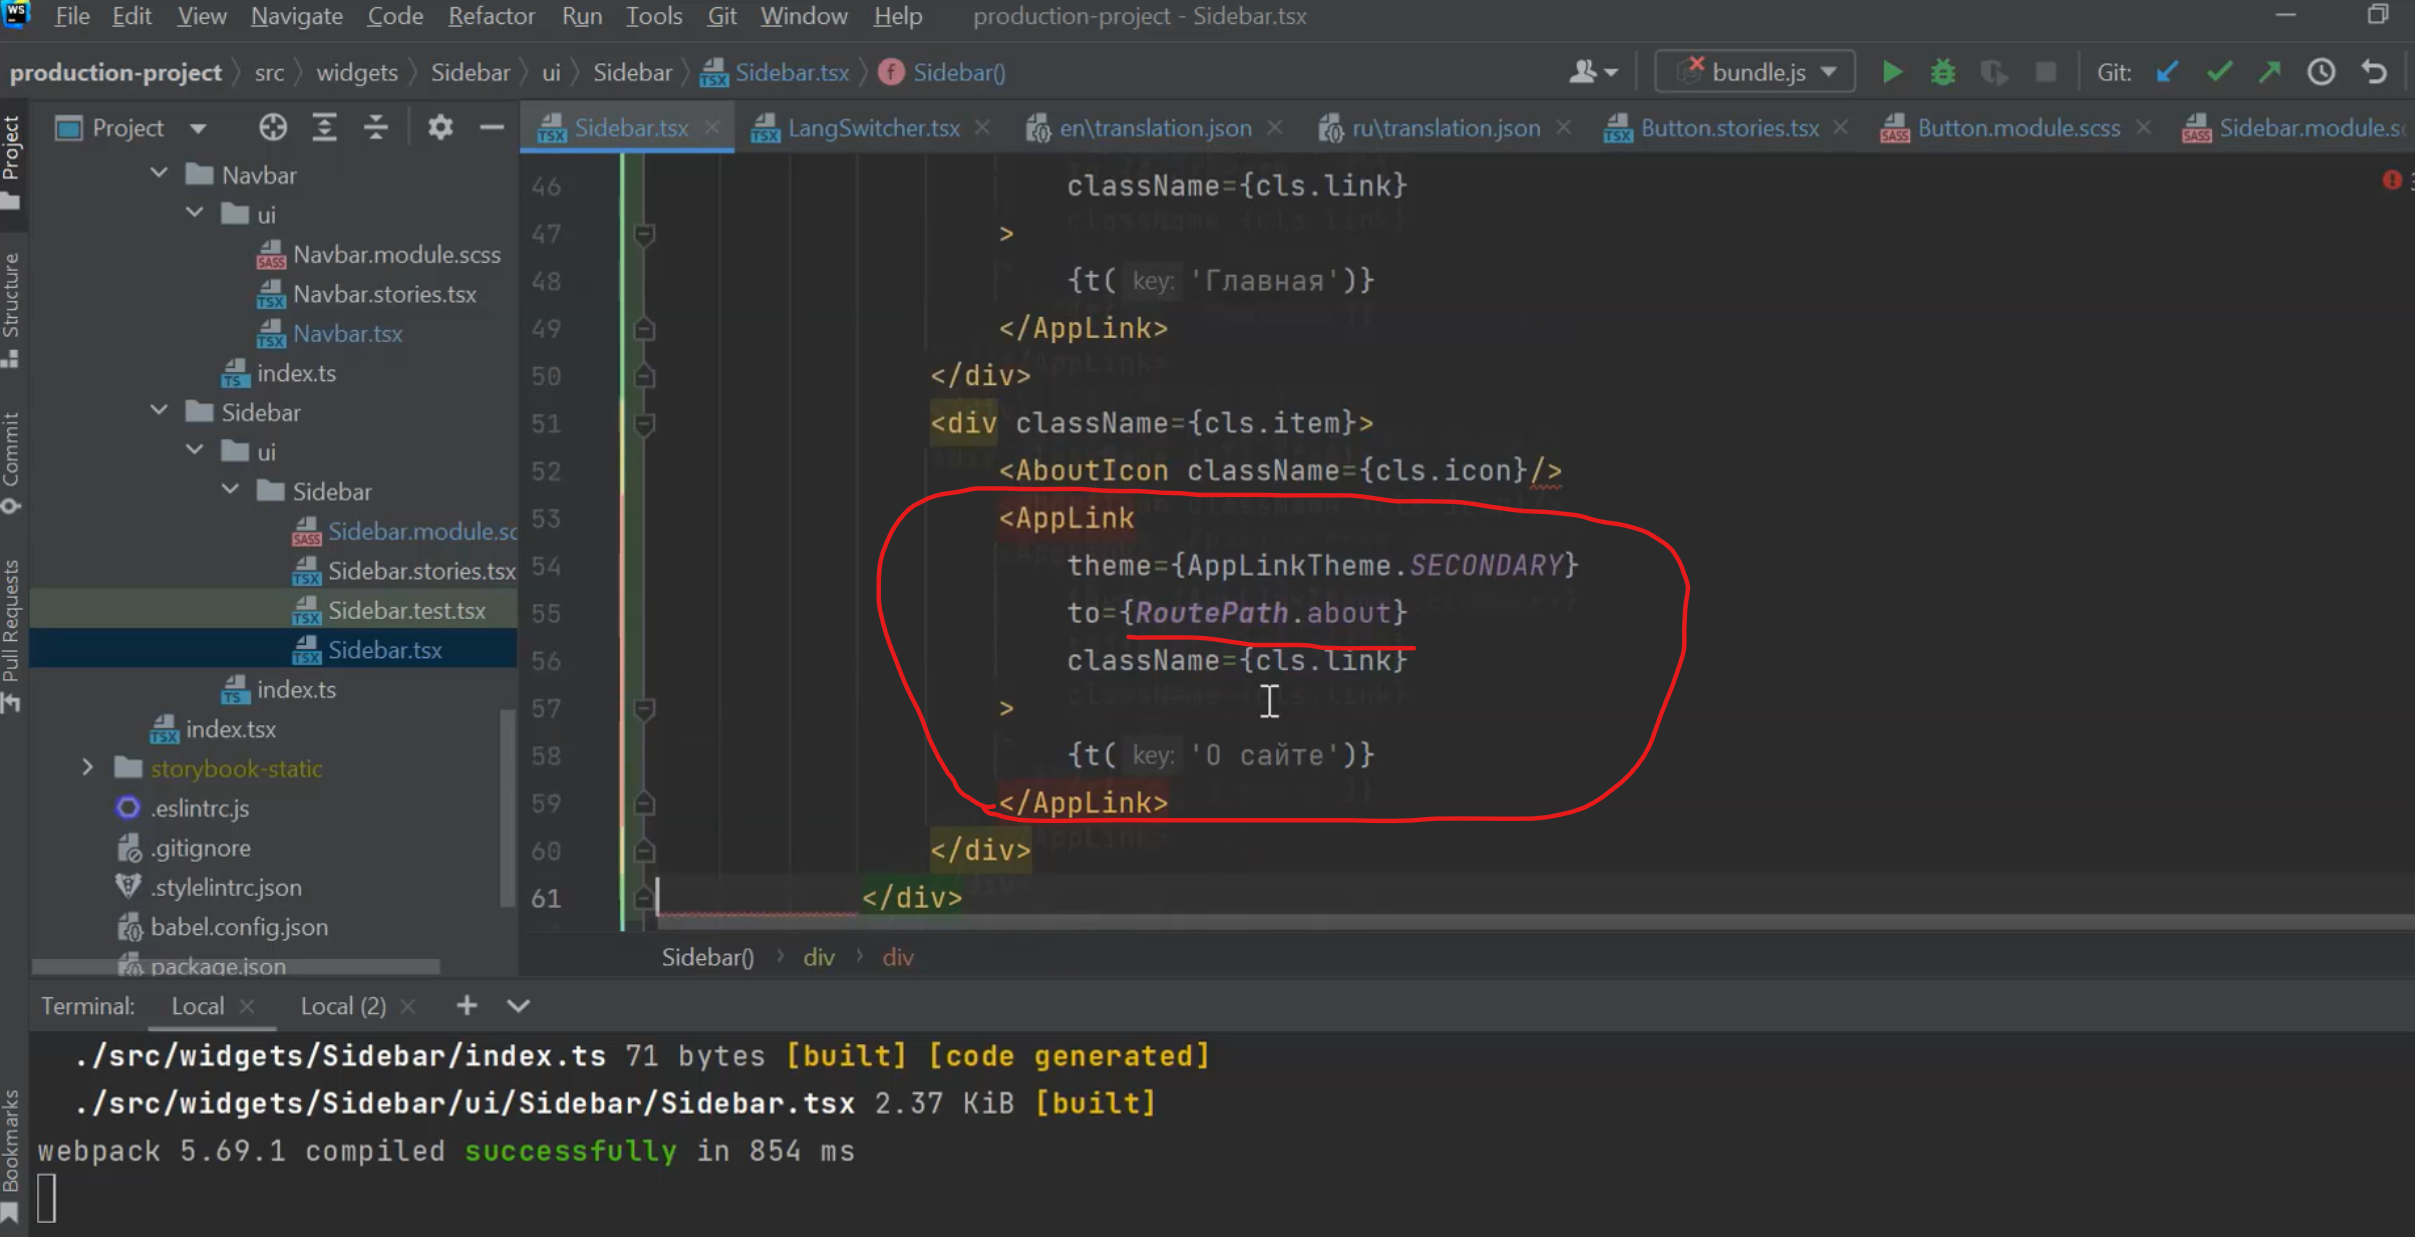 WS File Edit View Navigate Code Refactor Run Tools Git Window Help production-project - Sidebar.tsx
production-project src widgets Sidebar ui Sidebar Sidebar.tsx f Sidebar() bundle.js Git:
Project
Sidebar.tsx LangSwitcher.tsx en\translation.json ru\translation.json Button.stories.tsx Button.module.scss Sidebar.module.sc
Project
Structure
Commit
Pull Requests
Bookmarks
Navbar
ui
Navbar.module.scss
Navbar.stories.tsx
Navbar.tsx
index.ts
Sidebar
ui
Sidebar
Sidebar.module.sc
Sidebar.stories.tsx
Sidebar.test.tsx
Sidebar.tsx
index.ts
index.tsx
storybook-static
.eslintrc.js
.gitignore
.stylelintrc.json
babel.config.json
package.json
46 className={cls.link}
47 >
48 {t( key: 'Главная')}
49 </AppLink>
50 </div>
51 <div className={cls.item}>
52 <AboutIcon className={cls.icon}/>
53 <AppLink
54 theme={AppLinkTheme.SECONDARY}
55 to={RoutePath.about}
56 className={cls.link}
57 >
58 {t( key: 'О сайте')}
59 </AppLink>
60 </div>
61 </div>
Sidebar() div div
Terminal: Local Local (2)
./src/widgets/Sidebar/index.ts 71 bytes [built] [code generated]
./src/widgets/Sidebar/ui/Sidebar/Sidebar.tsx 2.37 KiB [built]
webpack 5.69.1 compiled successfully in 854 ms